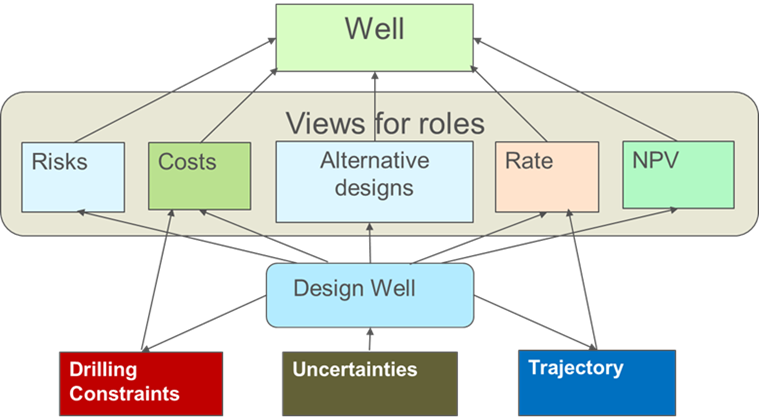 Well
Views for roles
Risks
Costs
Alternative
designs
Rate
NPV
Design Well
Drilling
Constraints
Uncertainties
Trajectory